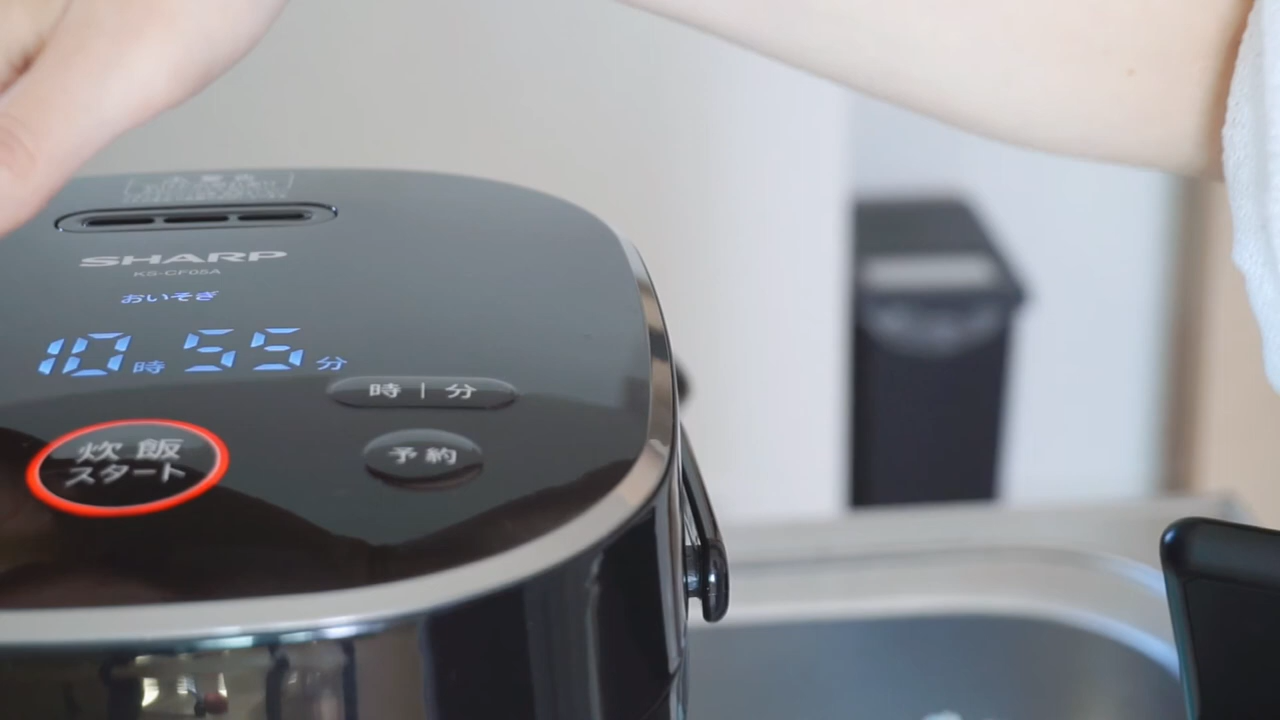 SHARP
KS-CF05A
おいそぎ
10時55分
時 | 分
炊飯
スタート
予約